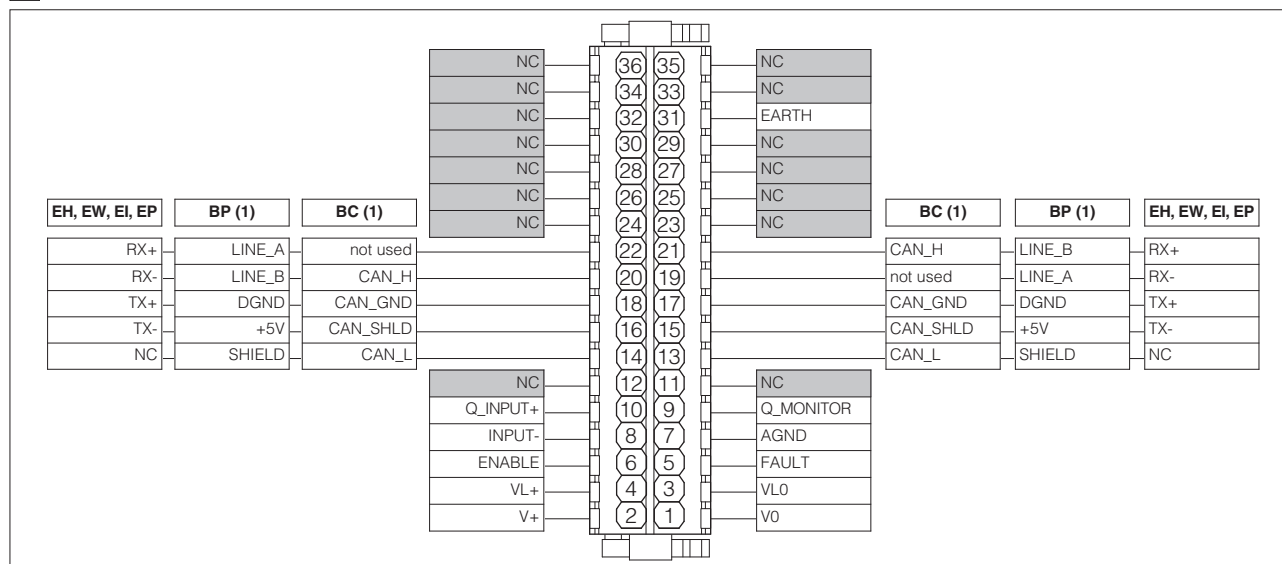 NC 36 35 NC
NC 34 33 NC
NC 32 31 EARTH
NC 30 29 NC
NC 28 27 NC
NC 26 25 NC
EH, EW, EI, EP BP (1) BC (1) NC 24 23 NC BC (1) BP (1) EH, EW, EI, EP
RX+ LINE_A not used 22 21 CAN_H LINE_B RX+
RX- LINE_B CAN_H 20 19 not used LINE_A RX-
TX+ DGND CAN_GND 18 17 CAN_GND DGND TX+
TX- +5V CAN_SHLD 16 15 CAN_SHLD +5V TX-
NC SHIELD CAN_L 14 13 CAN_L SHIELD NC
NC 12 11 NC
Q_INPUT+ 10 9 Q_MONITOR
INPUT- 8 7 AGND
ENABLE 6 5 FAULT
VL+ 4 3 VL0
V+ 2 1 V0